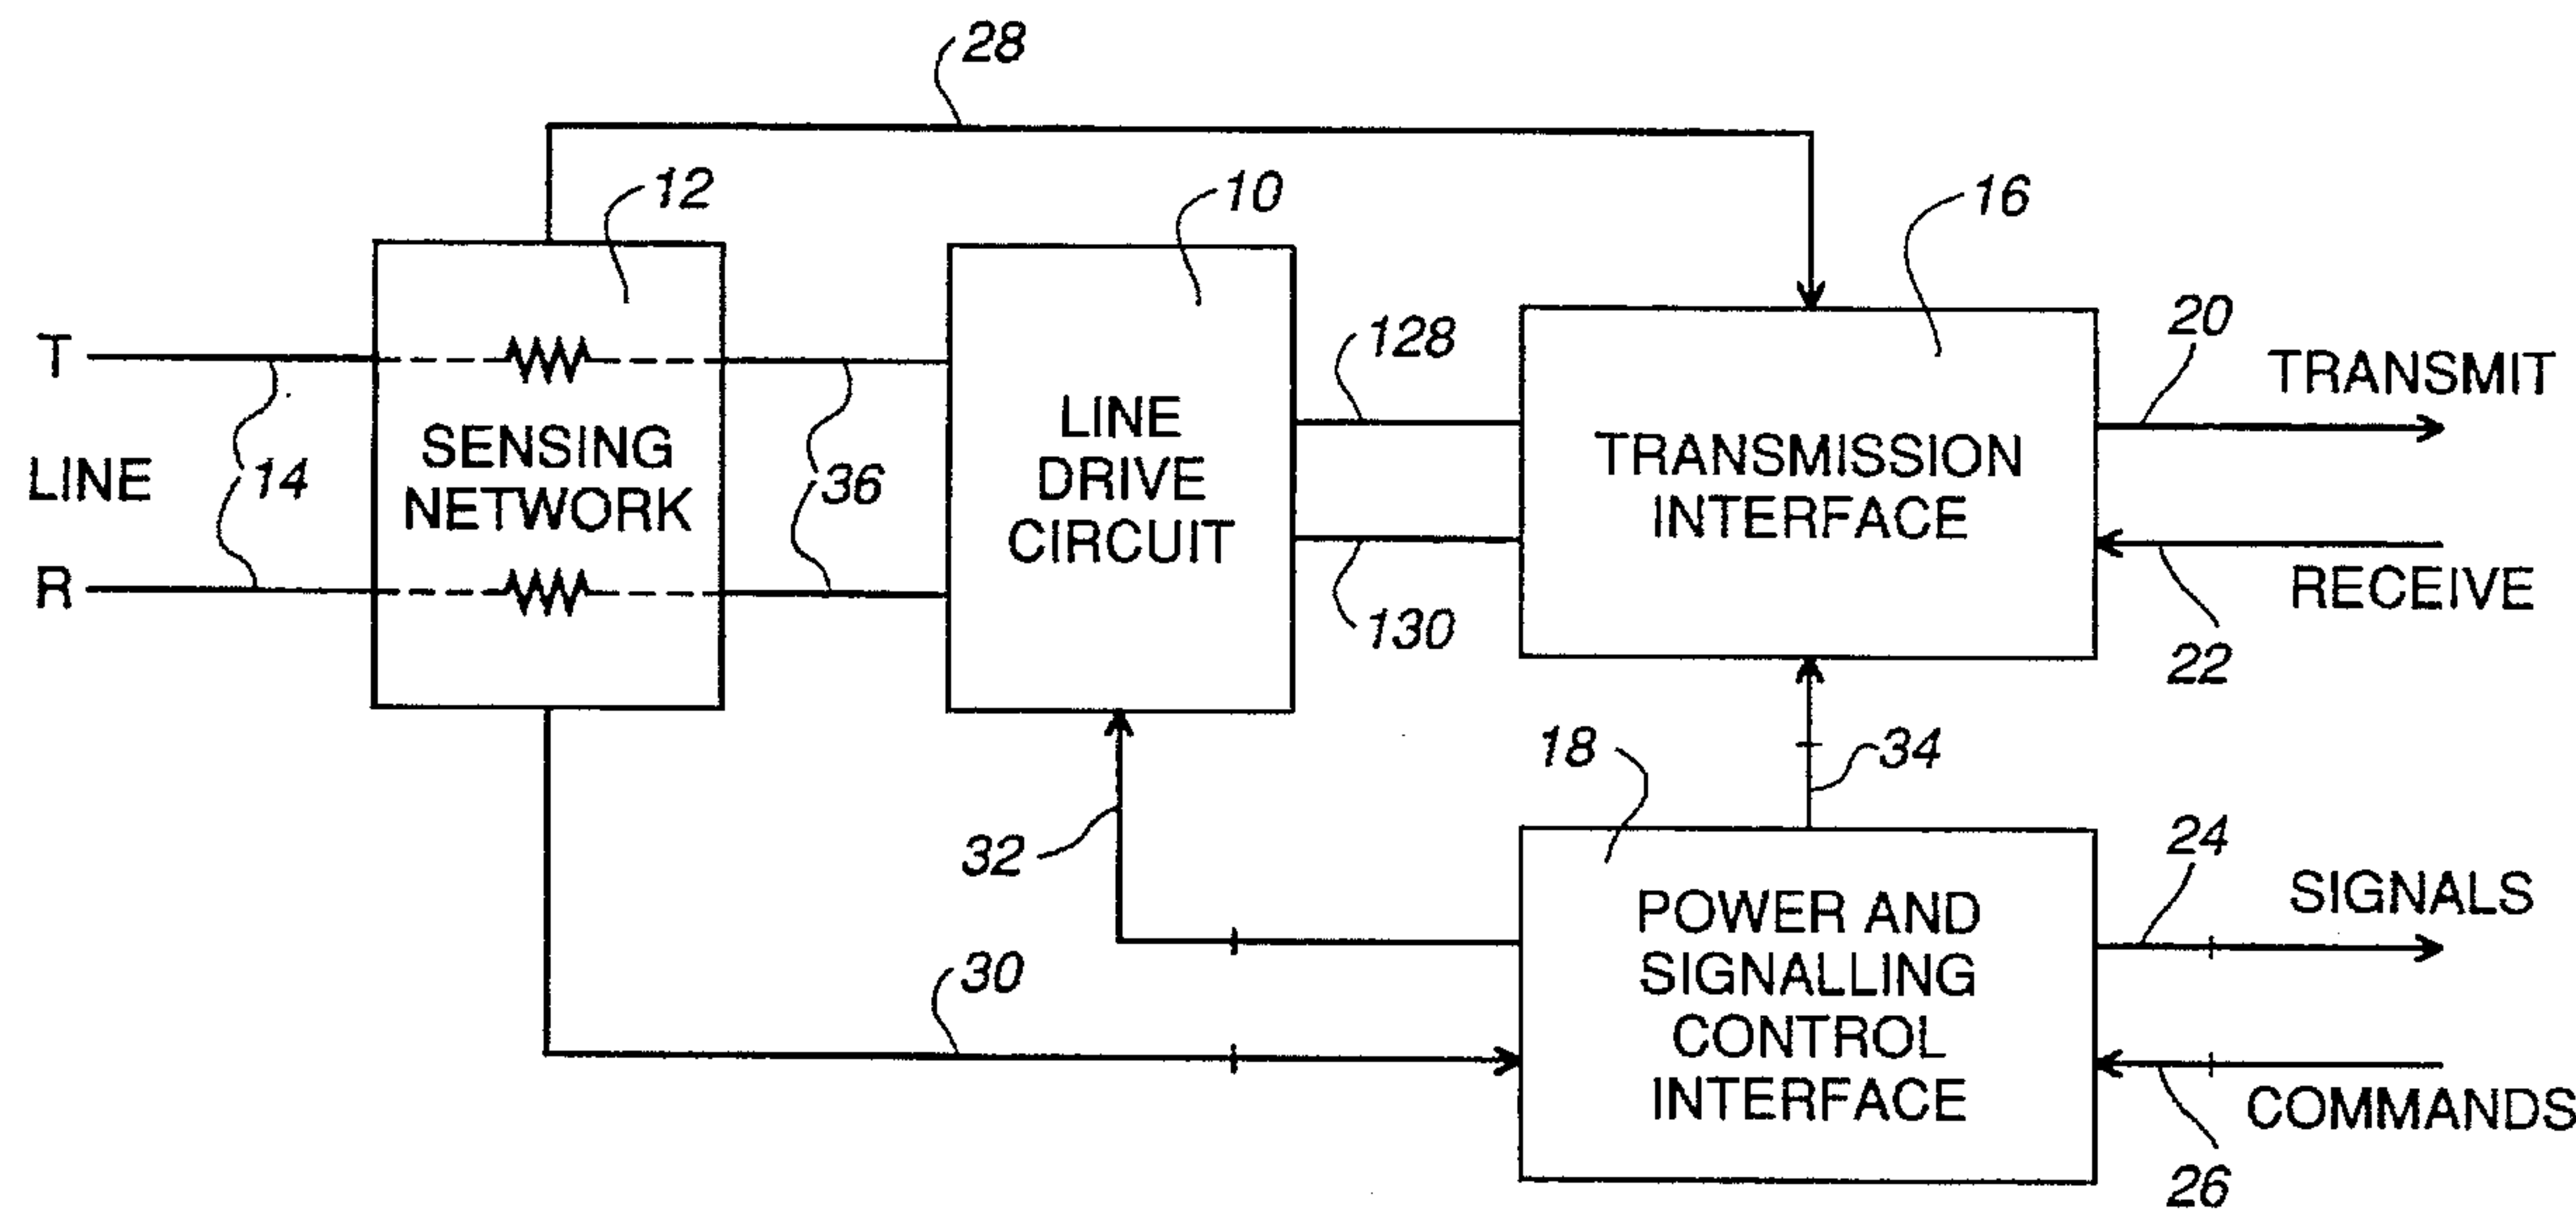 28
12
10
16
T
LINE
R
14
SENSING
NETWORK
36
LINE
DRIVE
CIRCUIT
128
130
TRANSMISSION
INTERFACE
20
TRANSMIT
RECEIVE
22
18
34
32
30
POWER AND
SIGNALLING
CONTROL
INTERFACE
24
SIGNALS
COMMANDS
26